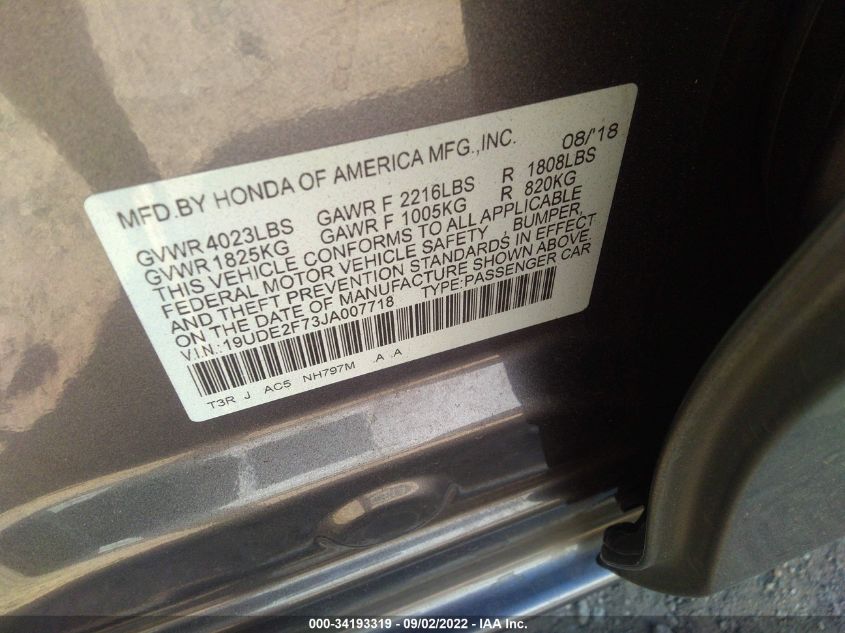 MFD.BY HONDA OF AMERICA MFG.,INC. 08/'18
GVWR 4023LBS GAWR F 2216LBS R 1808LBS
GVWR 1825KG GAWR F 1005KG R 820KG
THIS VEHICLE CONFORMS TO ALL APPLICABLE
FEDERAL MOTOR VEHICLE SAFETY , BUMPER,
AND THEFT PREVENTION STANDARDS IN EFFECT
ON THE DATE OF MANUFACTURE SHOWN ABOVE.
V.I.N.:19UDE2F73JA007718 TYPE:PASSENGER CAR
T3R J AC5 NH797M .A .A
000-34193319 - 09/02/2022 - IAA Inc.